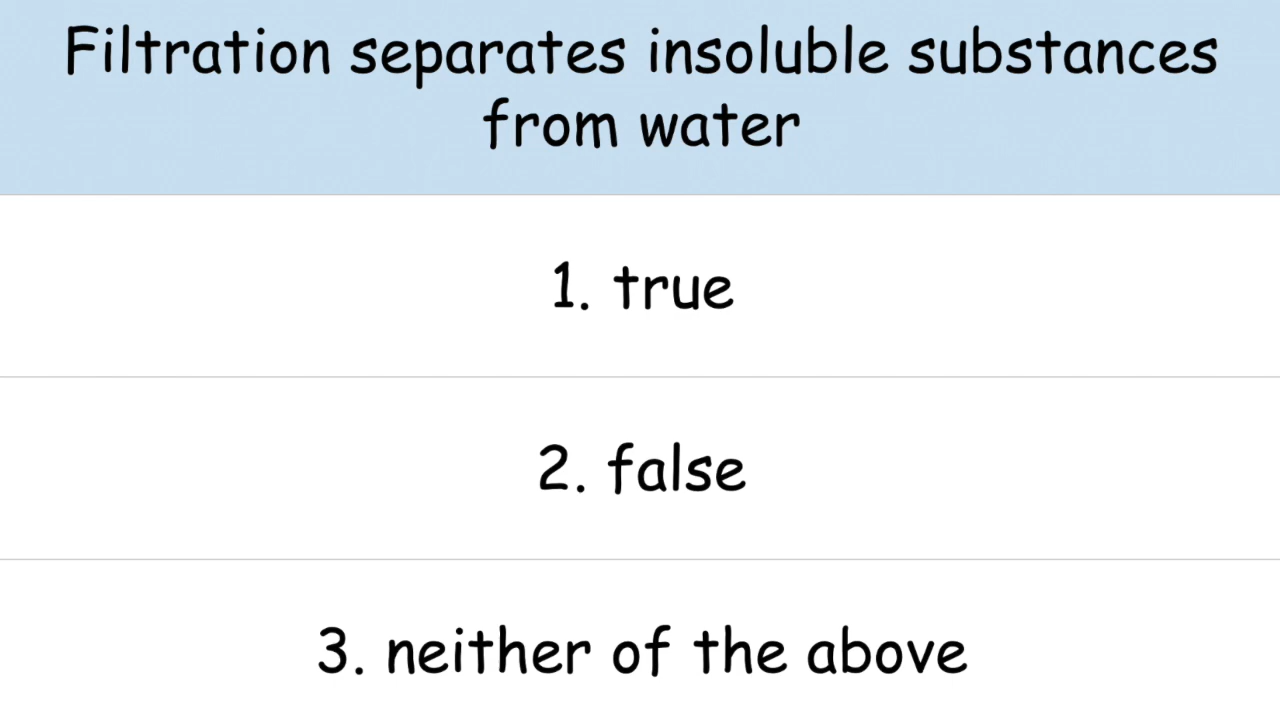 Filtration separates insoluble substances
from water
1. true
2. false
3. neither of the above